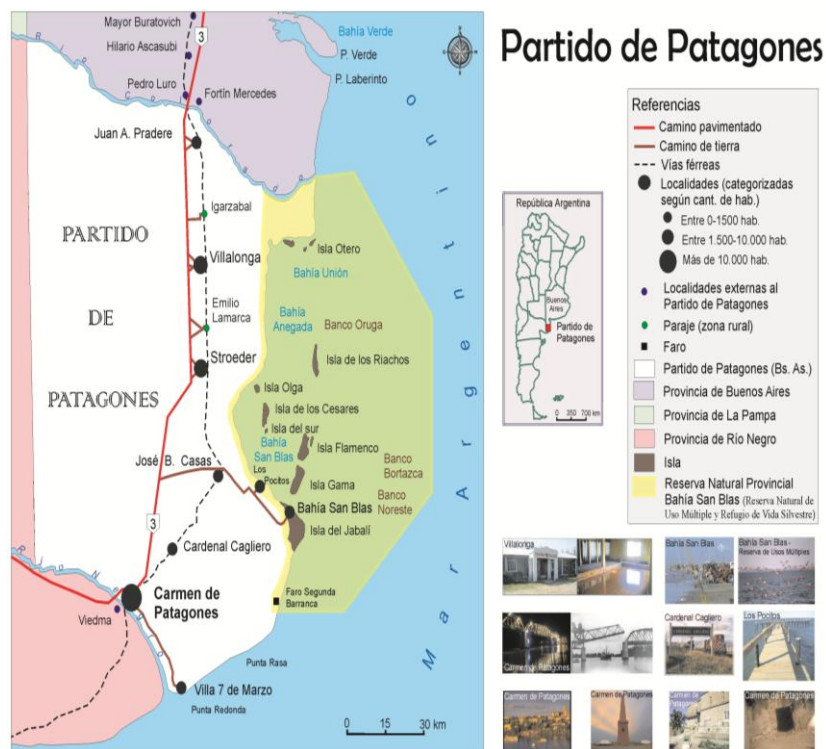 Partido de Patagones
Mayor Buratovich
Hilario Ascasubi
3
Bahía Verde
P. Verde
P. Laberinto
Pedro Luro
Fortín Mercedes
Río Colorado
Juan A. Pradere
Igarzabal
PARTIDO
DE
PATAGONES
Villalonga
Emilio
Lamarca
Stroeder
Isla Otero
Bahía Unión
Bahía
Anegada
Banco Oruga
Isla de los Riachos
Isla Olga
Isla de los Cesares
Isla del sur
Bahía
San Blas
Isla Flamenco
Banco
Bortazca
José B. Casas
Los
Pocitos
Isla Gama
Banco
Noreste
Bahía San Blas
Isla del Jabalí
3
Cardenal Cagliero
Río Negro
Carmen de
Patagones
Viedma
Faro Segunda
Barranca
Punta Rasa
Villa 7 de Marzo
Punta Redonda
Mar Argentino
0 15 30 km
República Argentina
Buenos
Aires
Partido de
Patagones
0 350 700 km
Referencias
Camino pavimentado
Camino de tierra
Vías férreas
Localidades (categorizadas
según cant. de hab.)
Entre 0-1500 hab.
Entre 1.500-10.000 hab.
Más de 10.000 hab.
Localidades externas al
Partido de Patagones
Paraje (zona rural)
Faro
Partido de Patagones (Bs. As.)
Provincia de Buenos Aires
Provincia de La Pampa
Provincia de Río Negro
Isla
Reserva Natural Provincial
Bahía San Blas (Reserva Natural de
Uso Múltiple y Refugio de Vida Silvestre)
Villalonga
Bahía San Blas
Bahía San Blas -
Reserva de Usos Múltiples
Carmen de Patagones
Cardenal Cagliero
Los Pocitos
Carmen de Patagones
Carmen de Patagones
Carmen de
Patagones
Carmen de Patagones